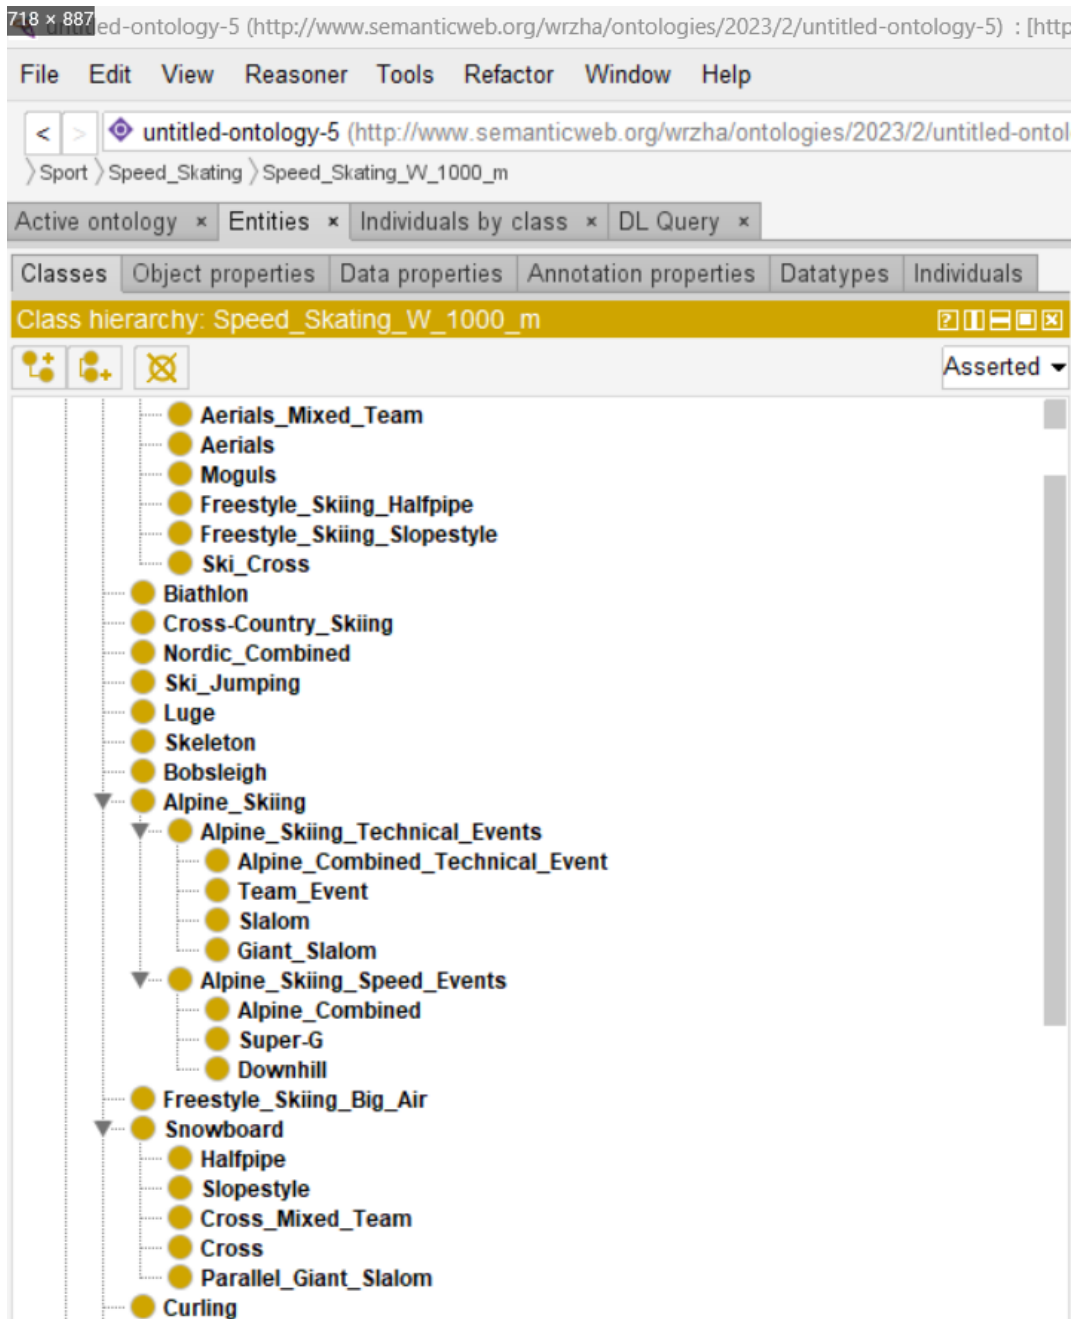 718 × 887
untitled-ontology-5 (http://www.semanticweb.org/wrzha/ontologies/2023/2/untitled-ontology-5) : [http
File Edit View Reasoner Tools Refactor Window Help
< > untitled-ontology-5 (http://www.semanticweb.org/wrzha/ontologies/2023/2/untitled-ontol
Sport Speed_Skating Speed_Skating_W_1000_m
Active ontology × Entities × Individuals by class × DL Query ×
Classes Object properties Data properties Annotation properties Datatypes Individuals
Class hierarchy: Speed_Skating_W_1000_m
Asserted
Aerials_Mixed_Team
Aerials
Moguls
Freestyle_Skiing_Halfpipe
Freestyle_Skiing_Slopestyle
Ski_Cross
Biathlon
Cross-Country_Skiing
Nordic_Combined
Ski_Jumping
Luge
Skeleton
Bobsleigh
Alpine_Skiing
Alpine_Skiing_Technical_Events
Alpine_Combined_Technical_Event
Team_Event
Slalom
Giant_Slalom
Alpine_Skiing_Speed_Events
Alpine_Combined
Super-G
Downhill
Freestyle_Skiing_Big_Air
Snowboard
Halfpipe
Slopestyle
Cross_Mixed_Team
Cross
Parallel_Giant_Slalom
Curling